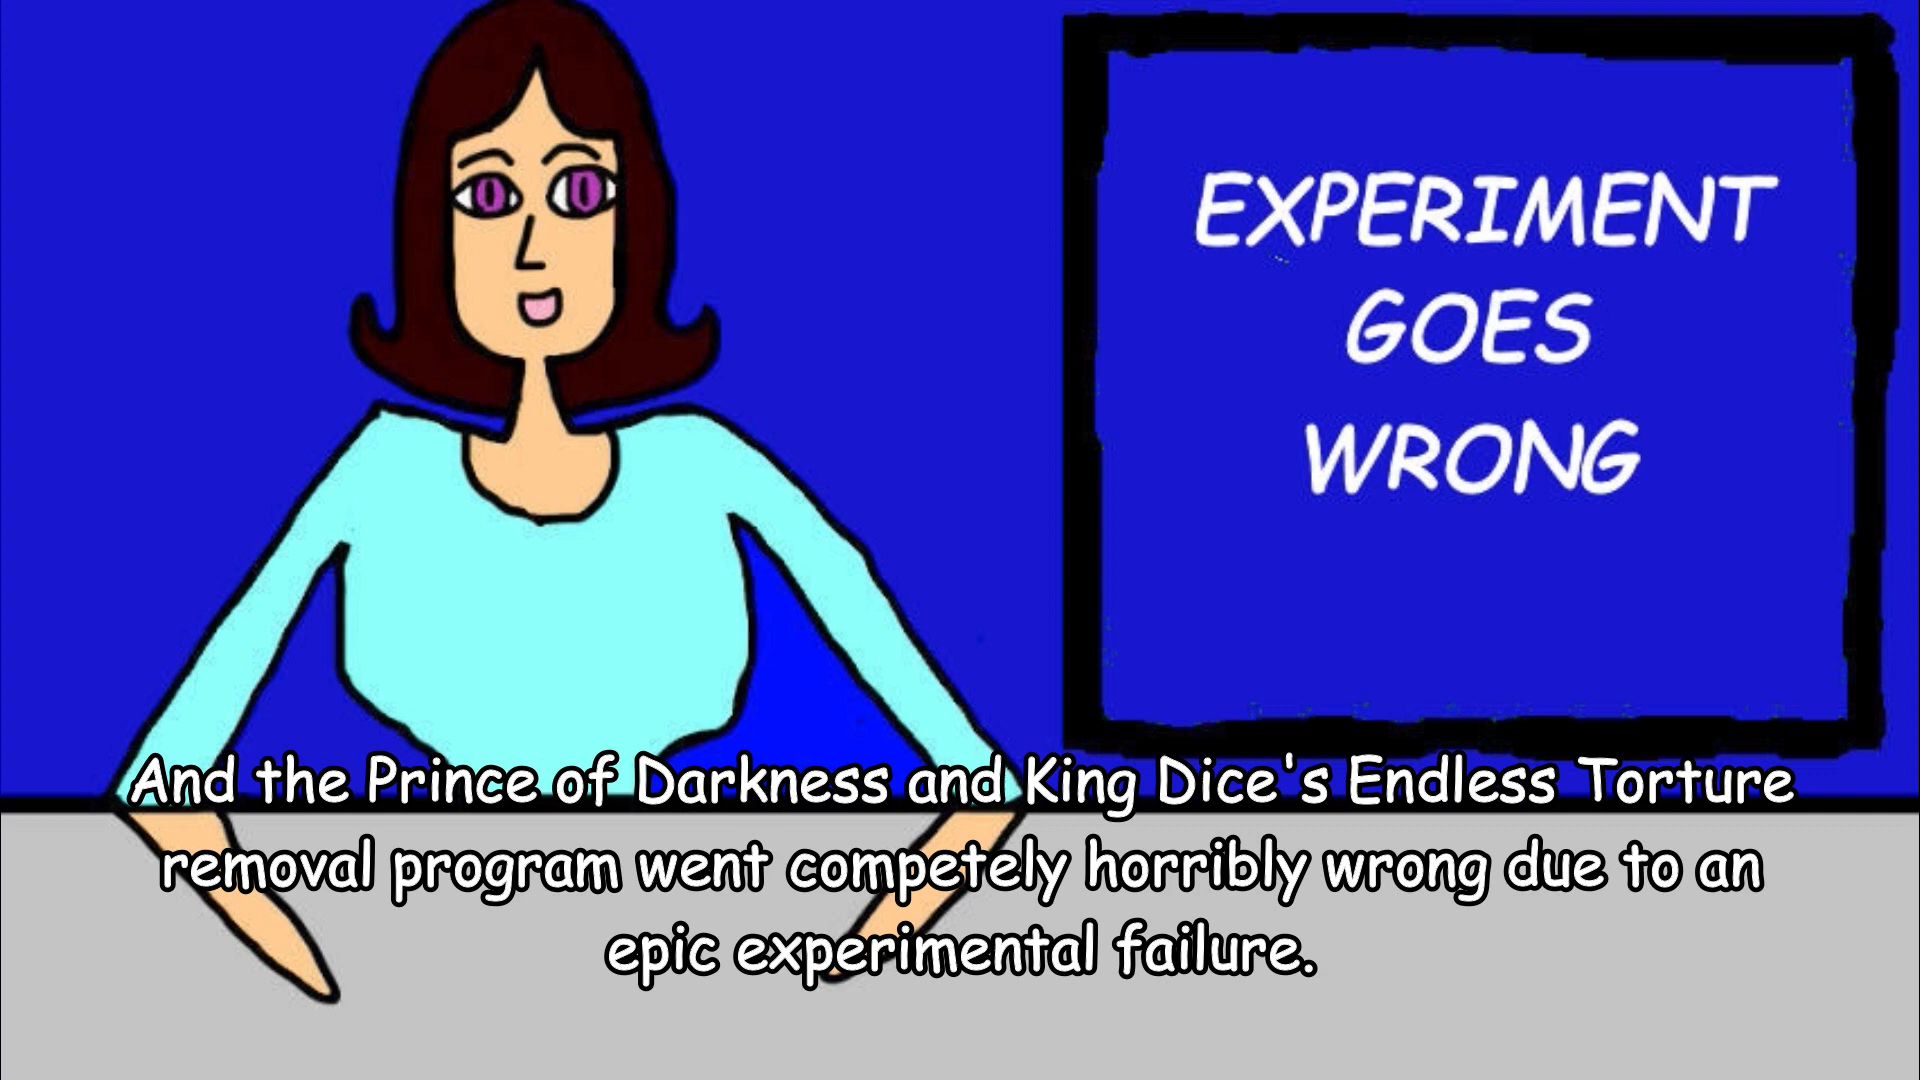 EXPERIMENT
GOES
WRONG
And the Prince of Darkness and King Dice's Endless Torture
removal program went competely horribly wrong due to an
epic experimental failure.